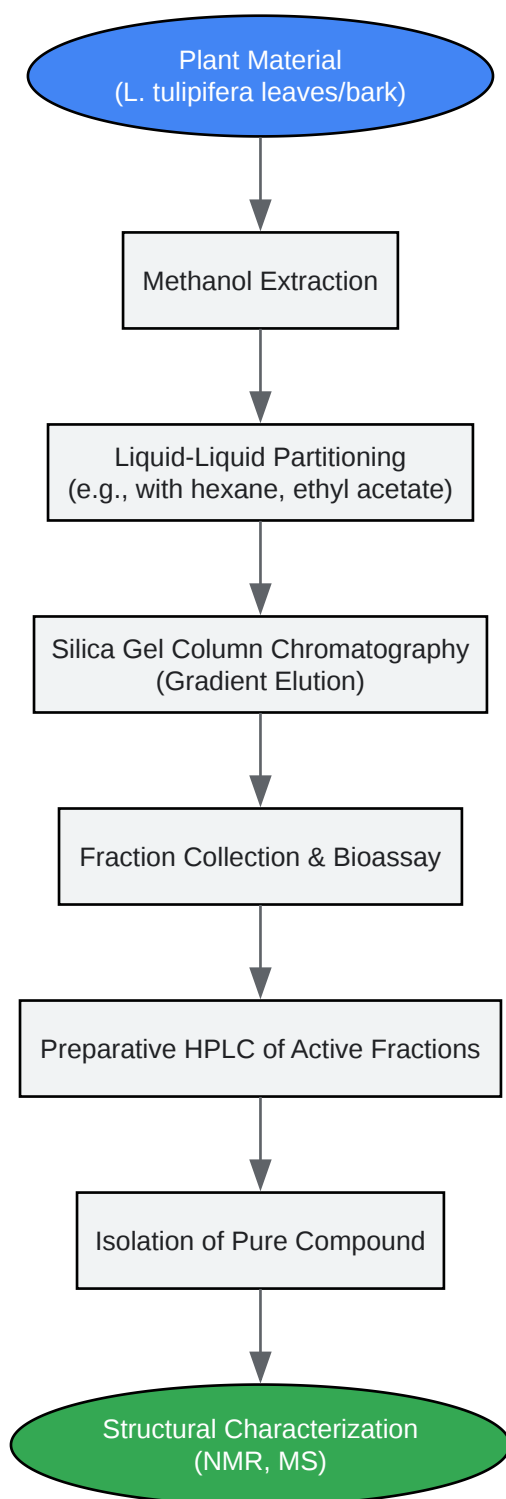 Plant Material
(L. tulipifera leaves/bark)
Methanol Extraction
Liquid-Liquid Partitioning
(e.g., with hexane, ethyl acetate)
Silica Gel Column Chromatography
(Gradient Elution)
Fraction Collection & Bioassay
Preparative HPLC of Active Fractions
Isolation of Pure Compound
Structural Characterization
(NMR, MS)